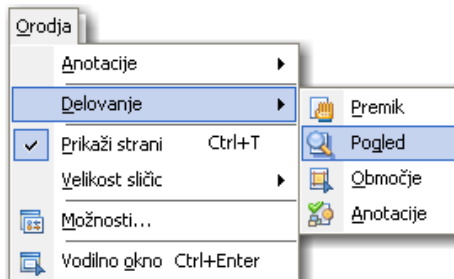 Orodja
Anotacije
Delovanje
Prikaži strani Ctrl+T
Velikost sličic
Možnosti...
Vodilno okno Ctrl+Enter
Premik
Pogled
Območje
Anotacije